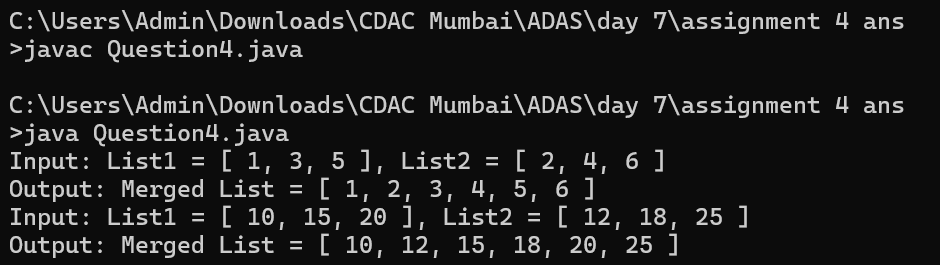 C:\Users\Admin\Downloads\CDAC Mumbai\ADAS\day 7\assignment 4 ans
>javac Question4.java
C:\Users\Admin\Downloads\CDAC Mumbai\ADAS\day 7\assignment 4 ans
>java Question4.java
Input: List1 = [ 1, 3, 5 ], List2 = [ 2, 4, 6 ]
Output: Merged List = [ 1, 2, 3, 4, 5, 6 ]
Input: List1 = [ 10, 15, 20 ], List2 = [ 12, 18, 25 ]
Output: Merged List = [ 10, 12, 15, 18, 20, 25 ]